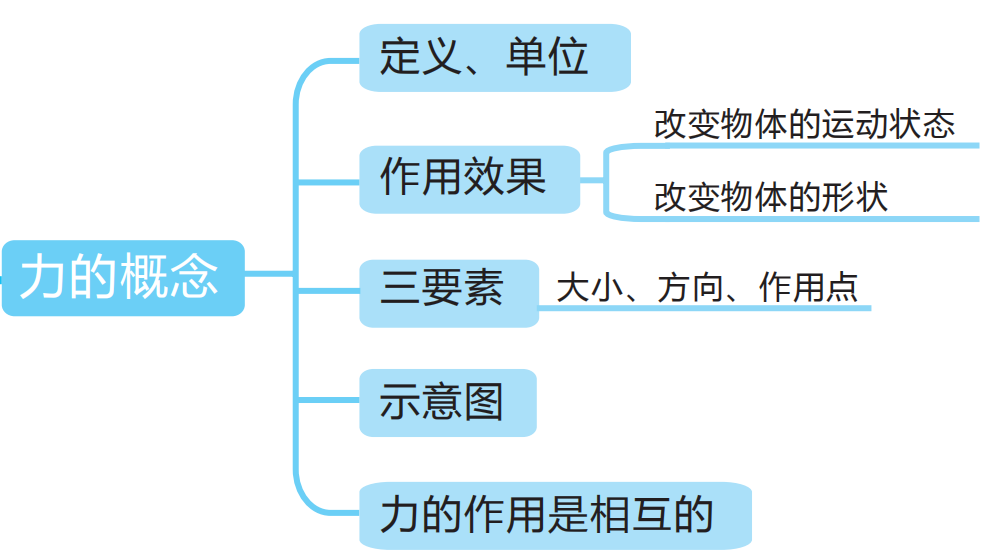 定义、单位
改变物体的运动状态
作用效果
改变物体的形状
力的概念
三要素
大小、方向、作用点
示意图
力的作用是相互的